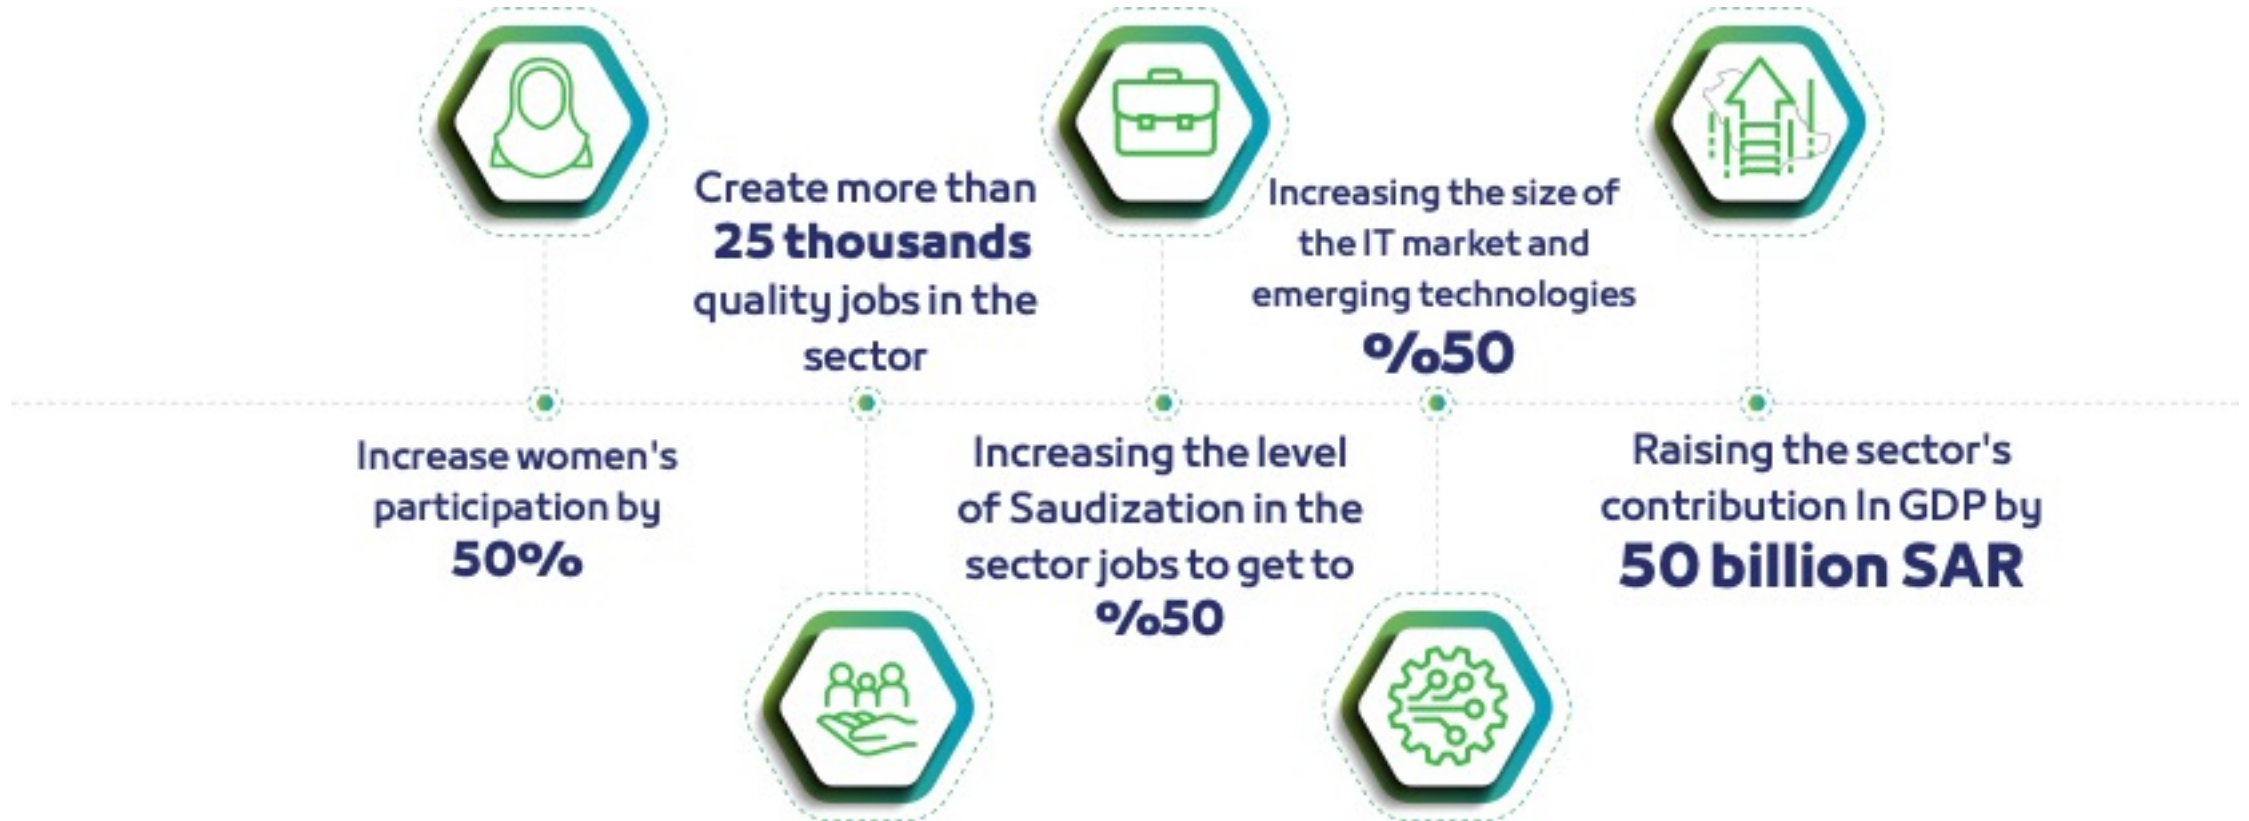 Increase women's
participation by
50%
Create more than
25 thousands
quality jobs in the
sector
Increasing the level
of Saudization in the
sector jobs to get to
%50
Increasing the size of
the IT market and
emerging technologies
%50
Raising the sector's
contribution In GDP by
50 billion SAR